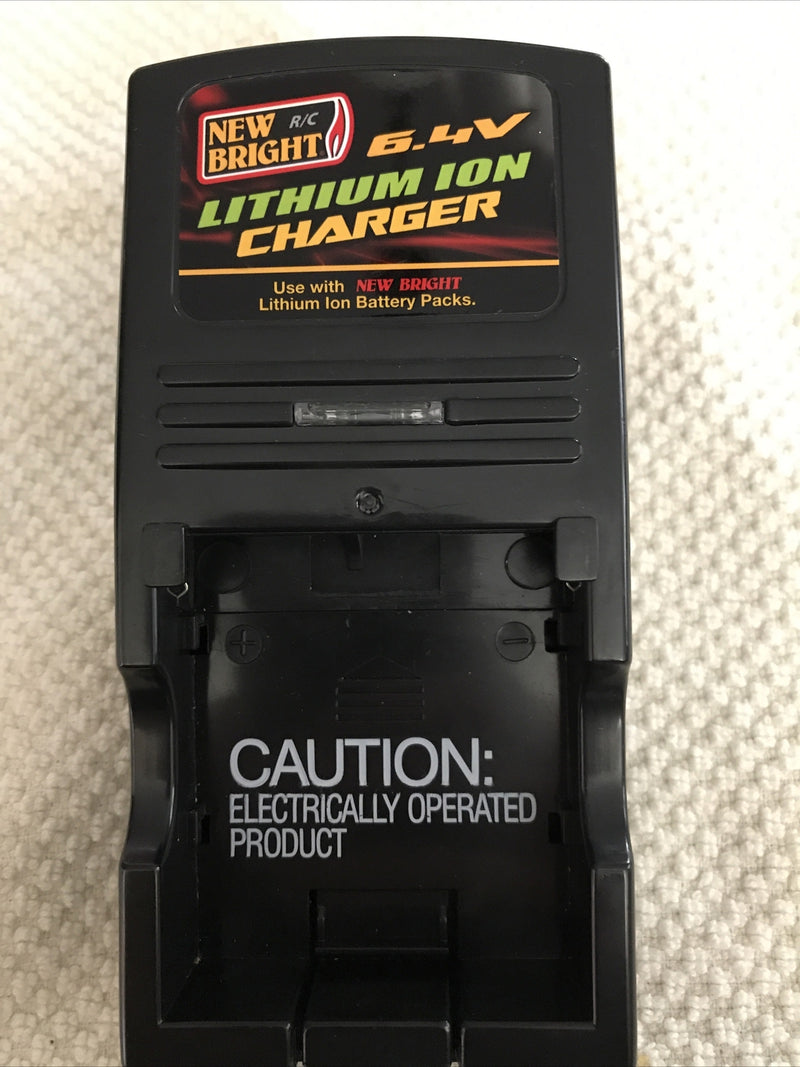 NEW R/C
BRIGHT
6.4V
LITHIUM ION
CHARGER
Use with NEW BRIGHT
Lithium Ion Battery Packs.
+ −
CAUTION:
ELECTRICALLY OPERATED
PRODUCT